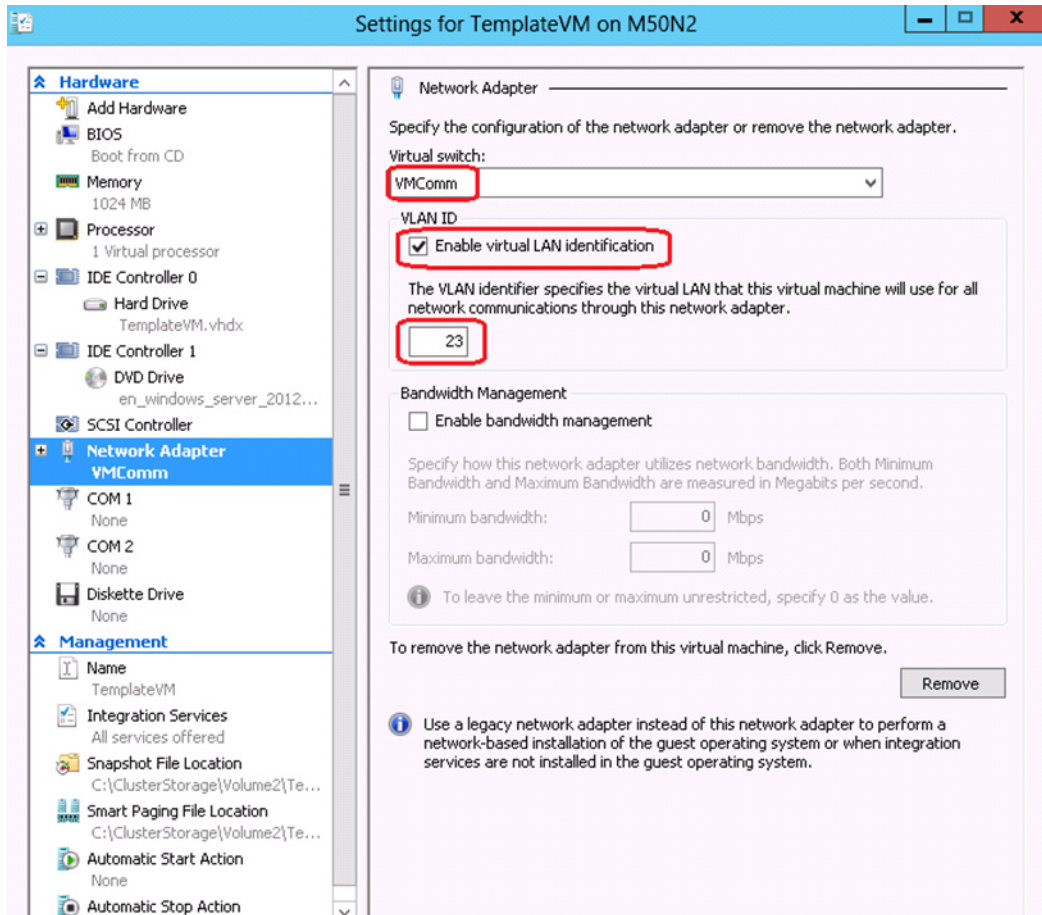 Settings for TemplateVM on M50N2
Hardware
Add Hardware
BIOS
Boot from CD
Memory
1024 MB
Processor
1 Virtual processor
IDE Controller 0
Hard Drive
TemplateVM.vhdx
IDE Controller 1
DVD Drive
en_windows_server_2012...
SCSI Controller
Network Adapter
VMComm
COM 1
None
COM 2
None
Diskette Drive
None
Management
Name
TemplateVM
Integration Services
All services offered
Snapshot File Location
C:\ClusterStorage\Volume2\Te...
Smart Paging File Location
C:\ClusterStorage\Volume2\Te...
Automatic Start Action
None
Automatic Stop Action
Network Adapter
Specify the configuration of the network adapter or remove the network adapter.
Virtual switch:
VMComm
VLAN ID
Enable virtual LAN identification
The VLAN identifier specifies the virtual LAN that this virtual machine will use for all
network communications through this network adapter.
23
Bandwidth Management
Enable bandwidth management
Specify how this network adapter utilizes network bandwidth. Both Minimum
Bandwidth and Maximum Bandwidth are measured in Megabits per second.
Minimum bandwidth: 0 Mbps
Maximum bandwidth: 0 Mbps
To leave the minimum or maximum unrestricted, specify 0 as the value.
To remove the network adapter from this virtual machine, click Remove.
Remove
Use a legacy network adapter instead of this network adapter to perform a
network-based installation of the guest operating system or when integration
services are not installed in the guest operating system.